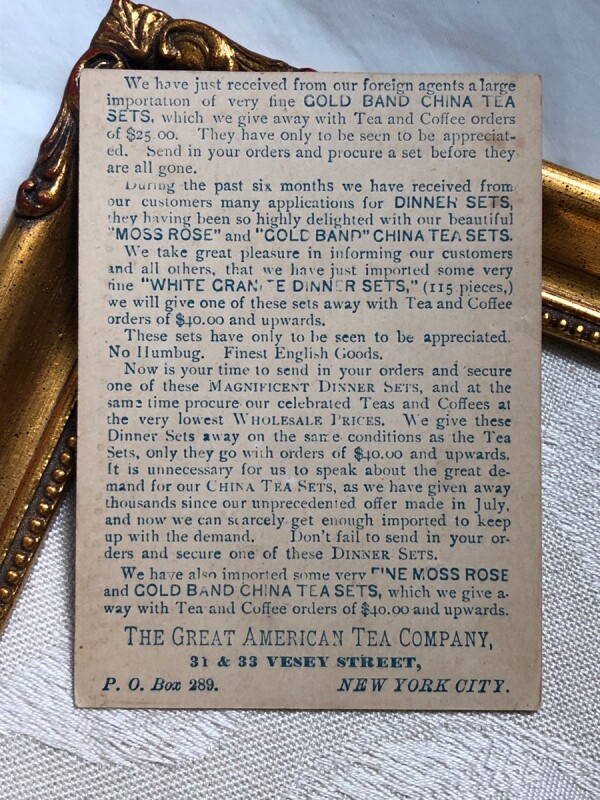 We have just received from our foreign agents a large
importation of very fine GOLD BAND CHINA TEA
SETS, which we give away with Tea and Coffee orders
of $25.00. They have only to be seen to be appreciat-
ed. Send in your orders and procure a set before they
are all gone.
During the past six months we have received from
our customers many applications for DINNER SETS,
they having been so highly delighted with our beautiful
"MOSS ROSE" and "GOLD BAND" CHINA TEA SETS.
We take great pleasure in informing our customers
and all others, that we have just imported some very
fine "WHITE GRANITE DINNER SETS," (115 pieces,)
we will give one of these sets away with Tea and Coffee
orders of $40.00 and upwards.
These sets have only to be seen to be appreciated.
No Humbug. Finest English Goods.
Now is your time to send in your orders and secure
one of these MAGNIFICENT DINNER SETS, and at the
same time procure our celebrated Teas and Coffees at
the very lowest WHOLESALE PRICES. We give these
Dinner Sets away on the same conditions as the Tea
Sets, only they go with orders of $40.00 and upwards.
It is unnecessary for us to speak about the great de-
mand for our CHINA TEA SETS, as we have given away
thousands since our unprecedented offer made in July,
and now we can scarcely get enough imported to keep
up with the demand. Don't fail to send in your or-
ders and secure one of these DINNER SETS.
We have also imported some very FINE MOSS ROSE
and GOLD BAND CHINA TEA SETS, which we give a-
way with Tea and Coffee orders of $40.00 and upwards.
THE GREAT AMERICAN TEA COMPANY,
31 & 33 VESEY STREET,
P. O. Box 289. NEW YORK CITY.